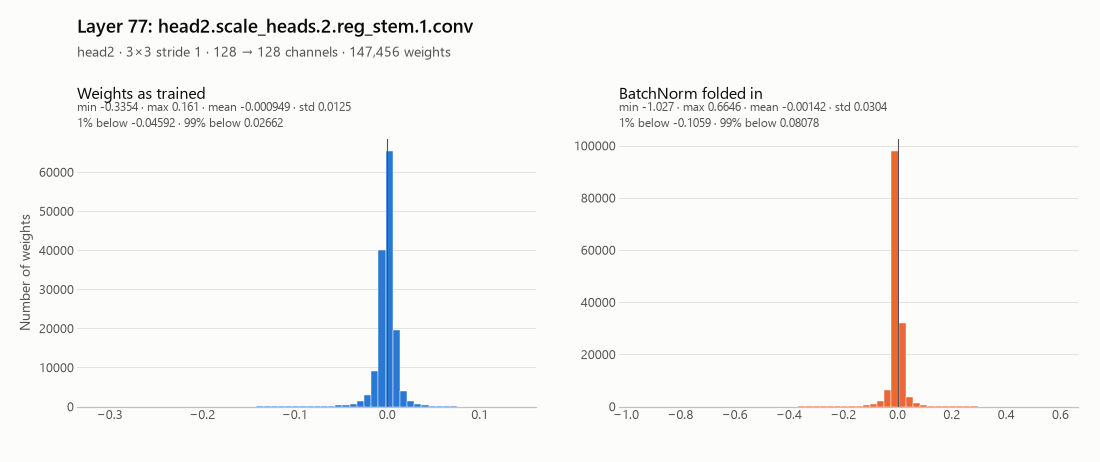 Layer 77: head2.scale_heads.2.reg_stem.1.conv
head2 · 3×3 stride 1 · 128 → 128 channels · 147,456 weights
Weights as trained
min -0.3354 · max 0.161 · mean -0.000949 · std 0.0125
1% below -0.04592 · 99% below 0.02662
Number of weights
60000
50000
40000
30000
20000
10000
0
−0.3 −0.2 −0.1 0.0 0.1
BatchNorm folded in
min -1.027 · max 0.6646 · mean -0.00142 · std 0.0304
1% below -0.1059 · 99% below 0.08078
100000
80000
60000
40000
20000
0
−1.0 −0.8 −0.6 −0.4 −0.2 0.0 0.2 0.4 0.6